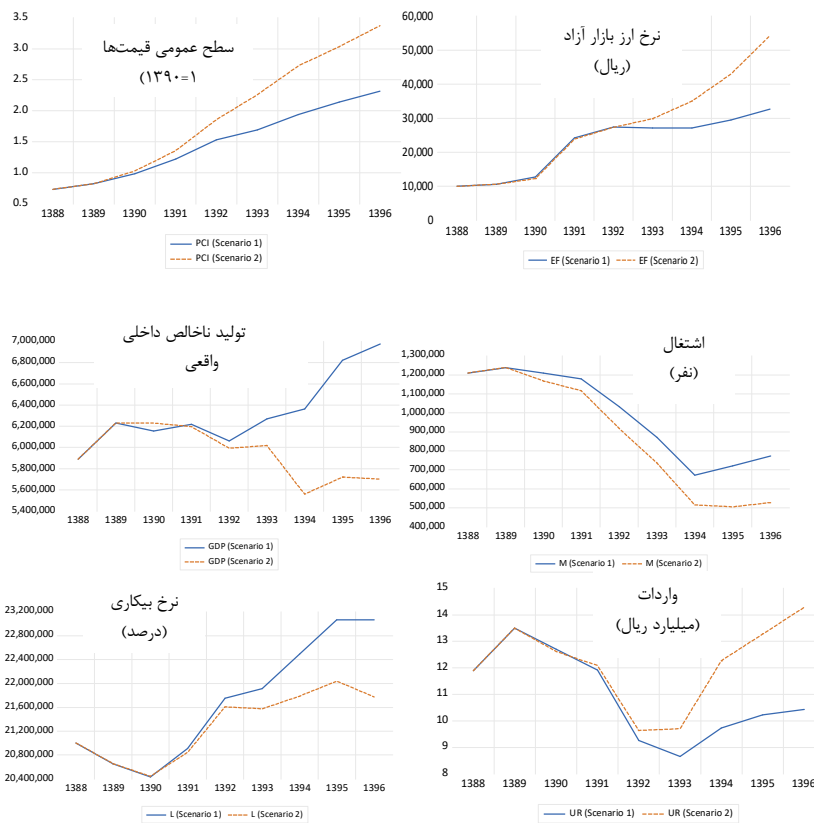 سطح عمومی قیمت‌ها
(۱۳۹۰=۱
3.5
3.0
2.5
2.0
1.5
1.0
0.5
1388 1389 1390 1391 1392 1393 1394 1395 1396
PCI (Scenario 1)
PCI (Scenario 2)
نرخ ارز بازار آزاد
(ریال)
60,000
50,000
40,000
30,000
20,000
10,000
0
1388 1389 1390 1391 1392 1393 1394 1395 1396
EF (Scenario 1) EF (Scenario 2)
تولید ناخالص داخلی
واقعی
7,000,000
6,800,000
6,600,000
6,400,000
6,200,000
6,000,000
5,800,000
5,600,000
5,400,000
1388 1389 1390 1391 1392 1393 1394 1395 1396
GDP (Scenario 1)
GDP (Scenario 2)
اشتغال
(نفر)
1,300,000
1,200,000
1,100,000
1,000,000
900,000
800,000
700,000
600,000
500,000
400,000
1388 1389 1390 1391 1392 1393 1394 1395 1396
M (Scenario 1) M (Scenario 2)
نرخ بیکاری
(درصد)
23,200,000
22,800,000
22,400,000
22,000,000
21,600,000
21,200,000
20,800,000
20,400,000
1388 1389 1390 1391 1392 1393 1394 1395 1396
L (Scenario 1) L (Scenario 2)
واردات
(میلیارد ریال)
15
14
13
12
11
10
9
8
1388 1389 1390 1391 1392 1393 1394 1395 1396
UR (Scenario 1) UR (Scenario 2)